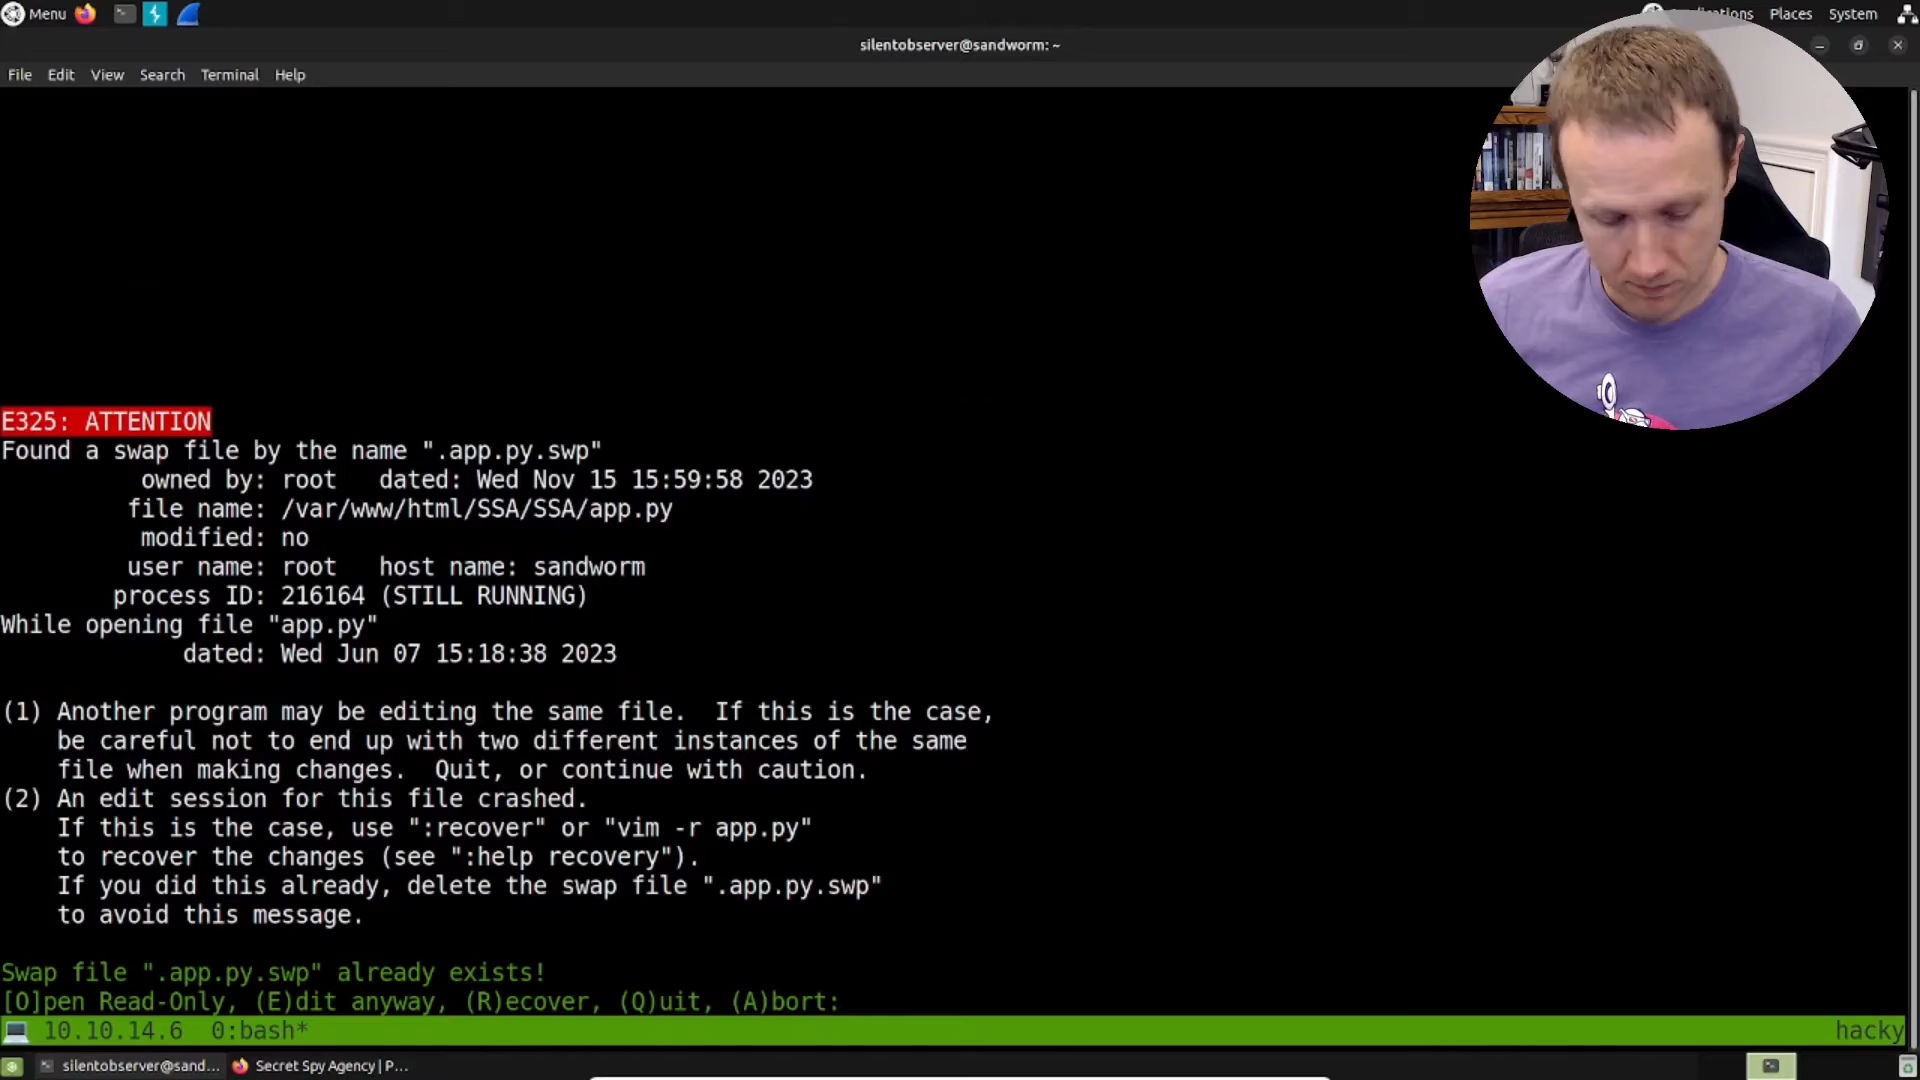 Menu
Places System
silentobserver@sandworm: ~
File Edit View Search Terminal Help
E325: ATTENTION
Found a swap file by the name ".app.py.swp"
owned by: root dated: Wed Nov 15 15:59:58 2023
file name: /var/www/html/SSA/SSA/app.py
modified: no
user name: root host name: sandworm
process ID: 216164 (STILL RUNNING)
While opening file "app.py"
dated: Wed Jun 07 15:18:38 2023
(1) Another program may be editing the same file. If this is the case,
be careful not to end up with two different instances of the same
file when making changes. Quit, or continue with caution.
(2) An edit session for this file crashed.
If this is the case, use ":recover" or "vim -r app.py"
to recover the changes (see ":help recovery").
If you did this already, delete the swap file ".app.py.swp"
to avoid this message.
Swap file ".app.py.swp" already exists!
[O]pen Read-Only, (E)dit anyway, (R)ecover, (Q)uit, (A)bort:
10.10.14.6 0:bash* hacky
silentobserver@sand... Secret Spy Agency | P...